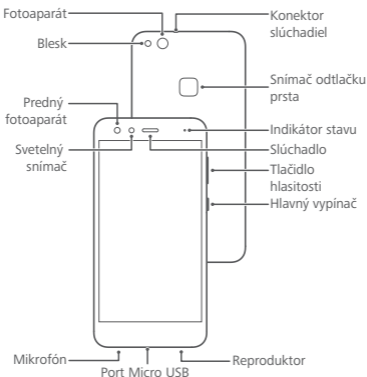 Fotoaparát
Blesk
Predný
fotoaparát
Svetelný
snímač
Konektor
slúchadiel
Snímač odtlačku
prsta
Indikátor stavu
Slúchadlo
Tlačidlo
hlasitosti
Hlavný vypínač
Mikrofón
Port Micro USB
Reproduktor